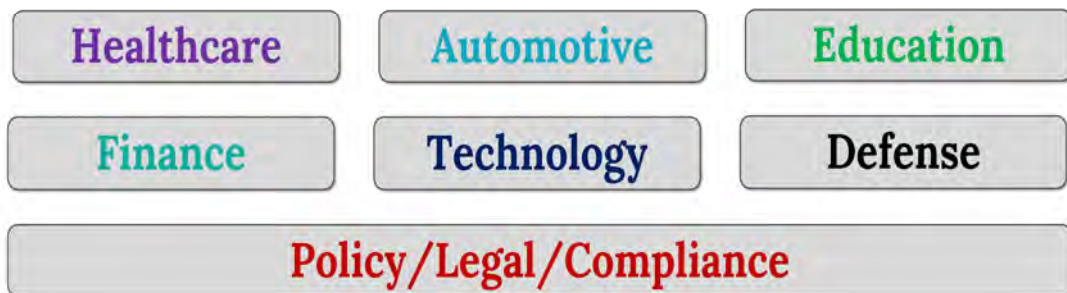 Healthcare Automotive Education
Finance Technology Defense
Policy/Legal/Compliance